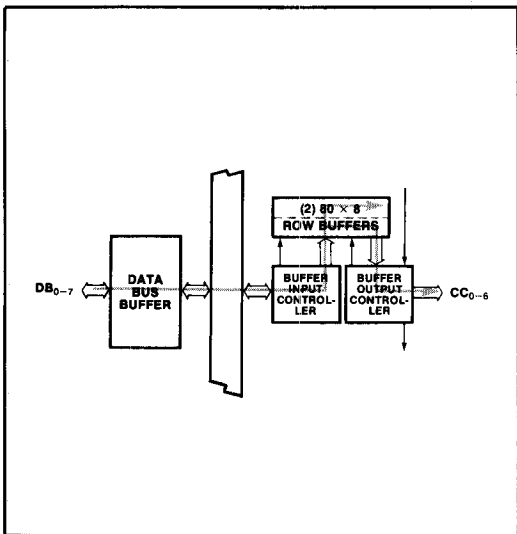 (2) 80 × 8
ROW BUFFERS
DB0–7
DATA
BUS
BUFFER
BUFFER
INPUT
CONTROL-
LER
BUFFER
OUTPUT
CONTROL-
LER
CC0–6